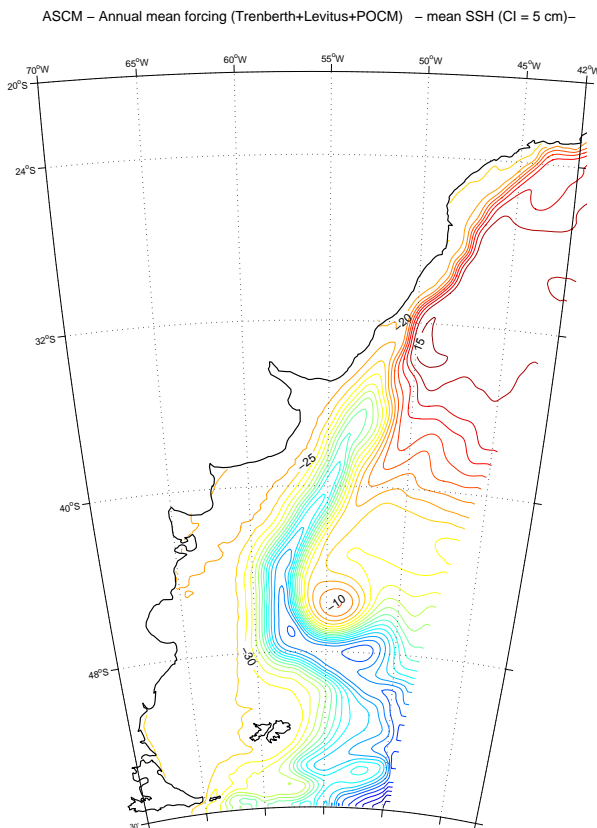 ASCM − Annual mean forcing (Trenberth+Levitus+POCM) − mean SSH (CI = 5 cm)−
70°W 65°W 60°W 55°W 50°W 45°W 42°W
20°S
24°S
32°S
40°S
48°S
−20
−15
−25
−10
−30